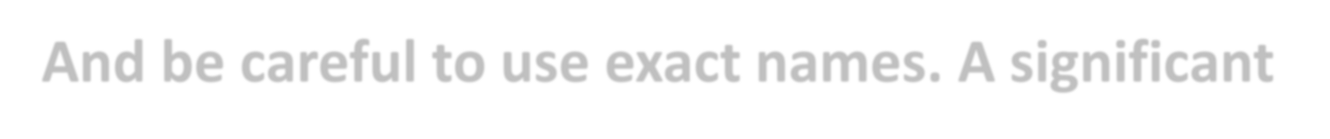 And be careful to use exact names. A significant